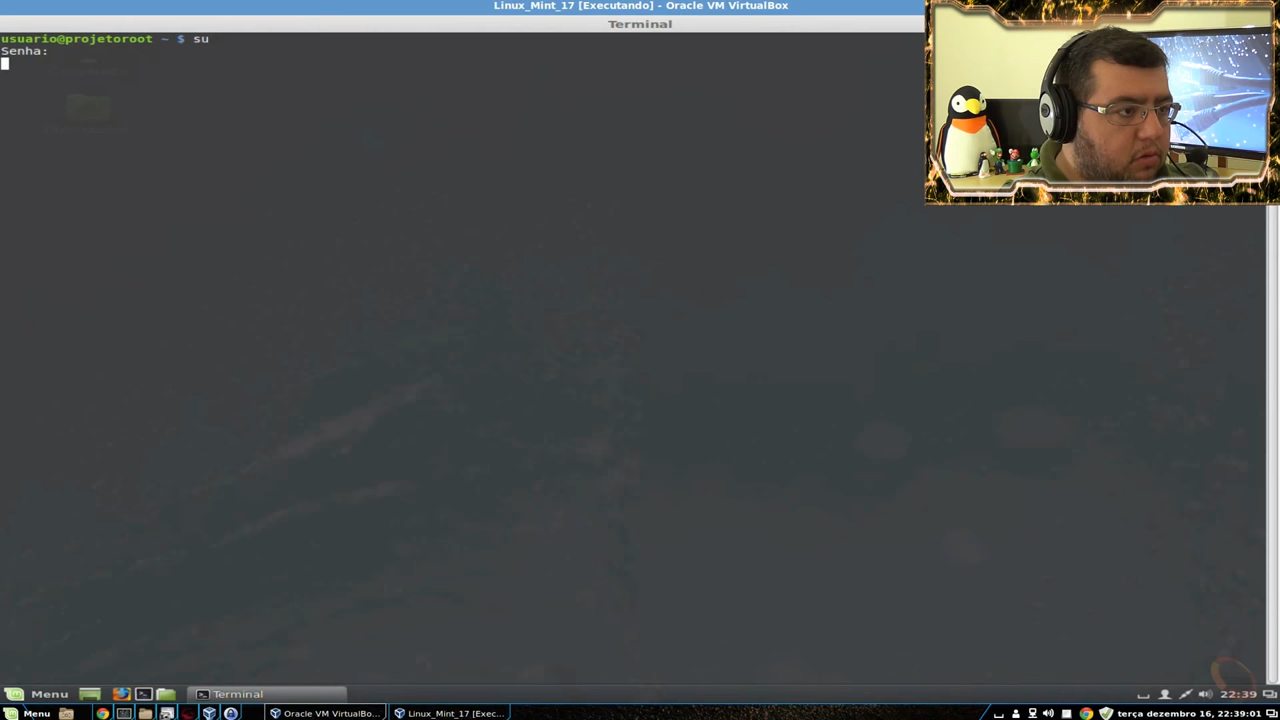 Linux_Mint_17 [Executando] - Oracle VM VirtualBox
Terminal
usuario@projetoroot ~ $ su
Senha:
Menu
Terminal
22:39
Menu
Oracle VM VirtualBo...
Linux_Mint_17 [Exec...
terça dezembro 16, 22:39:01